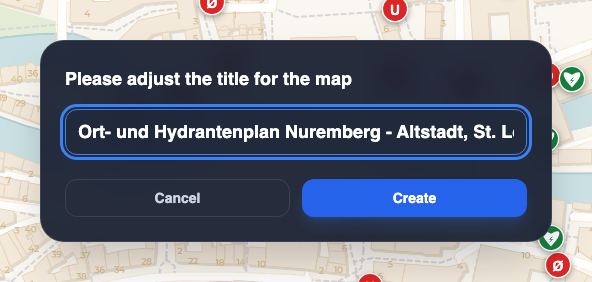 Ø
U
Please adjust the title for the map
Ort- und Hydrantenplan Nuremberg - Altstadt, St. L
Cancel
Create
Ø